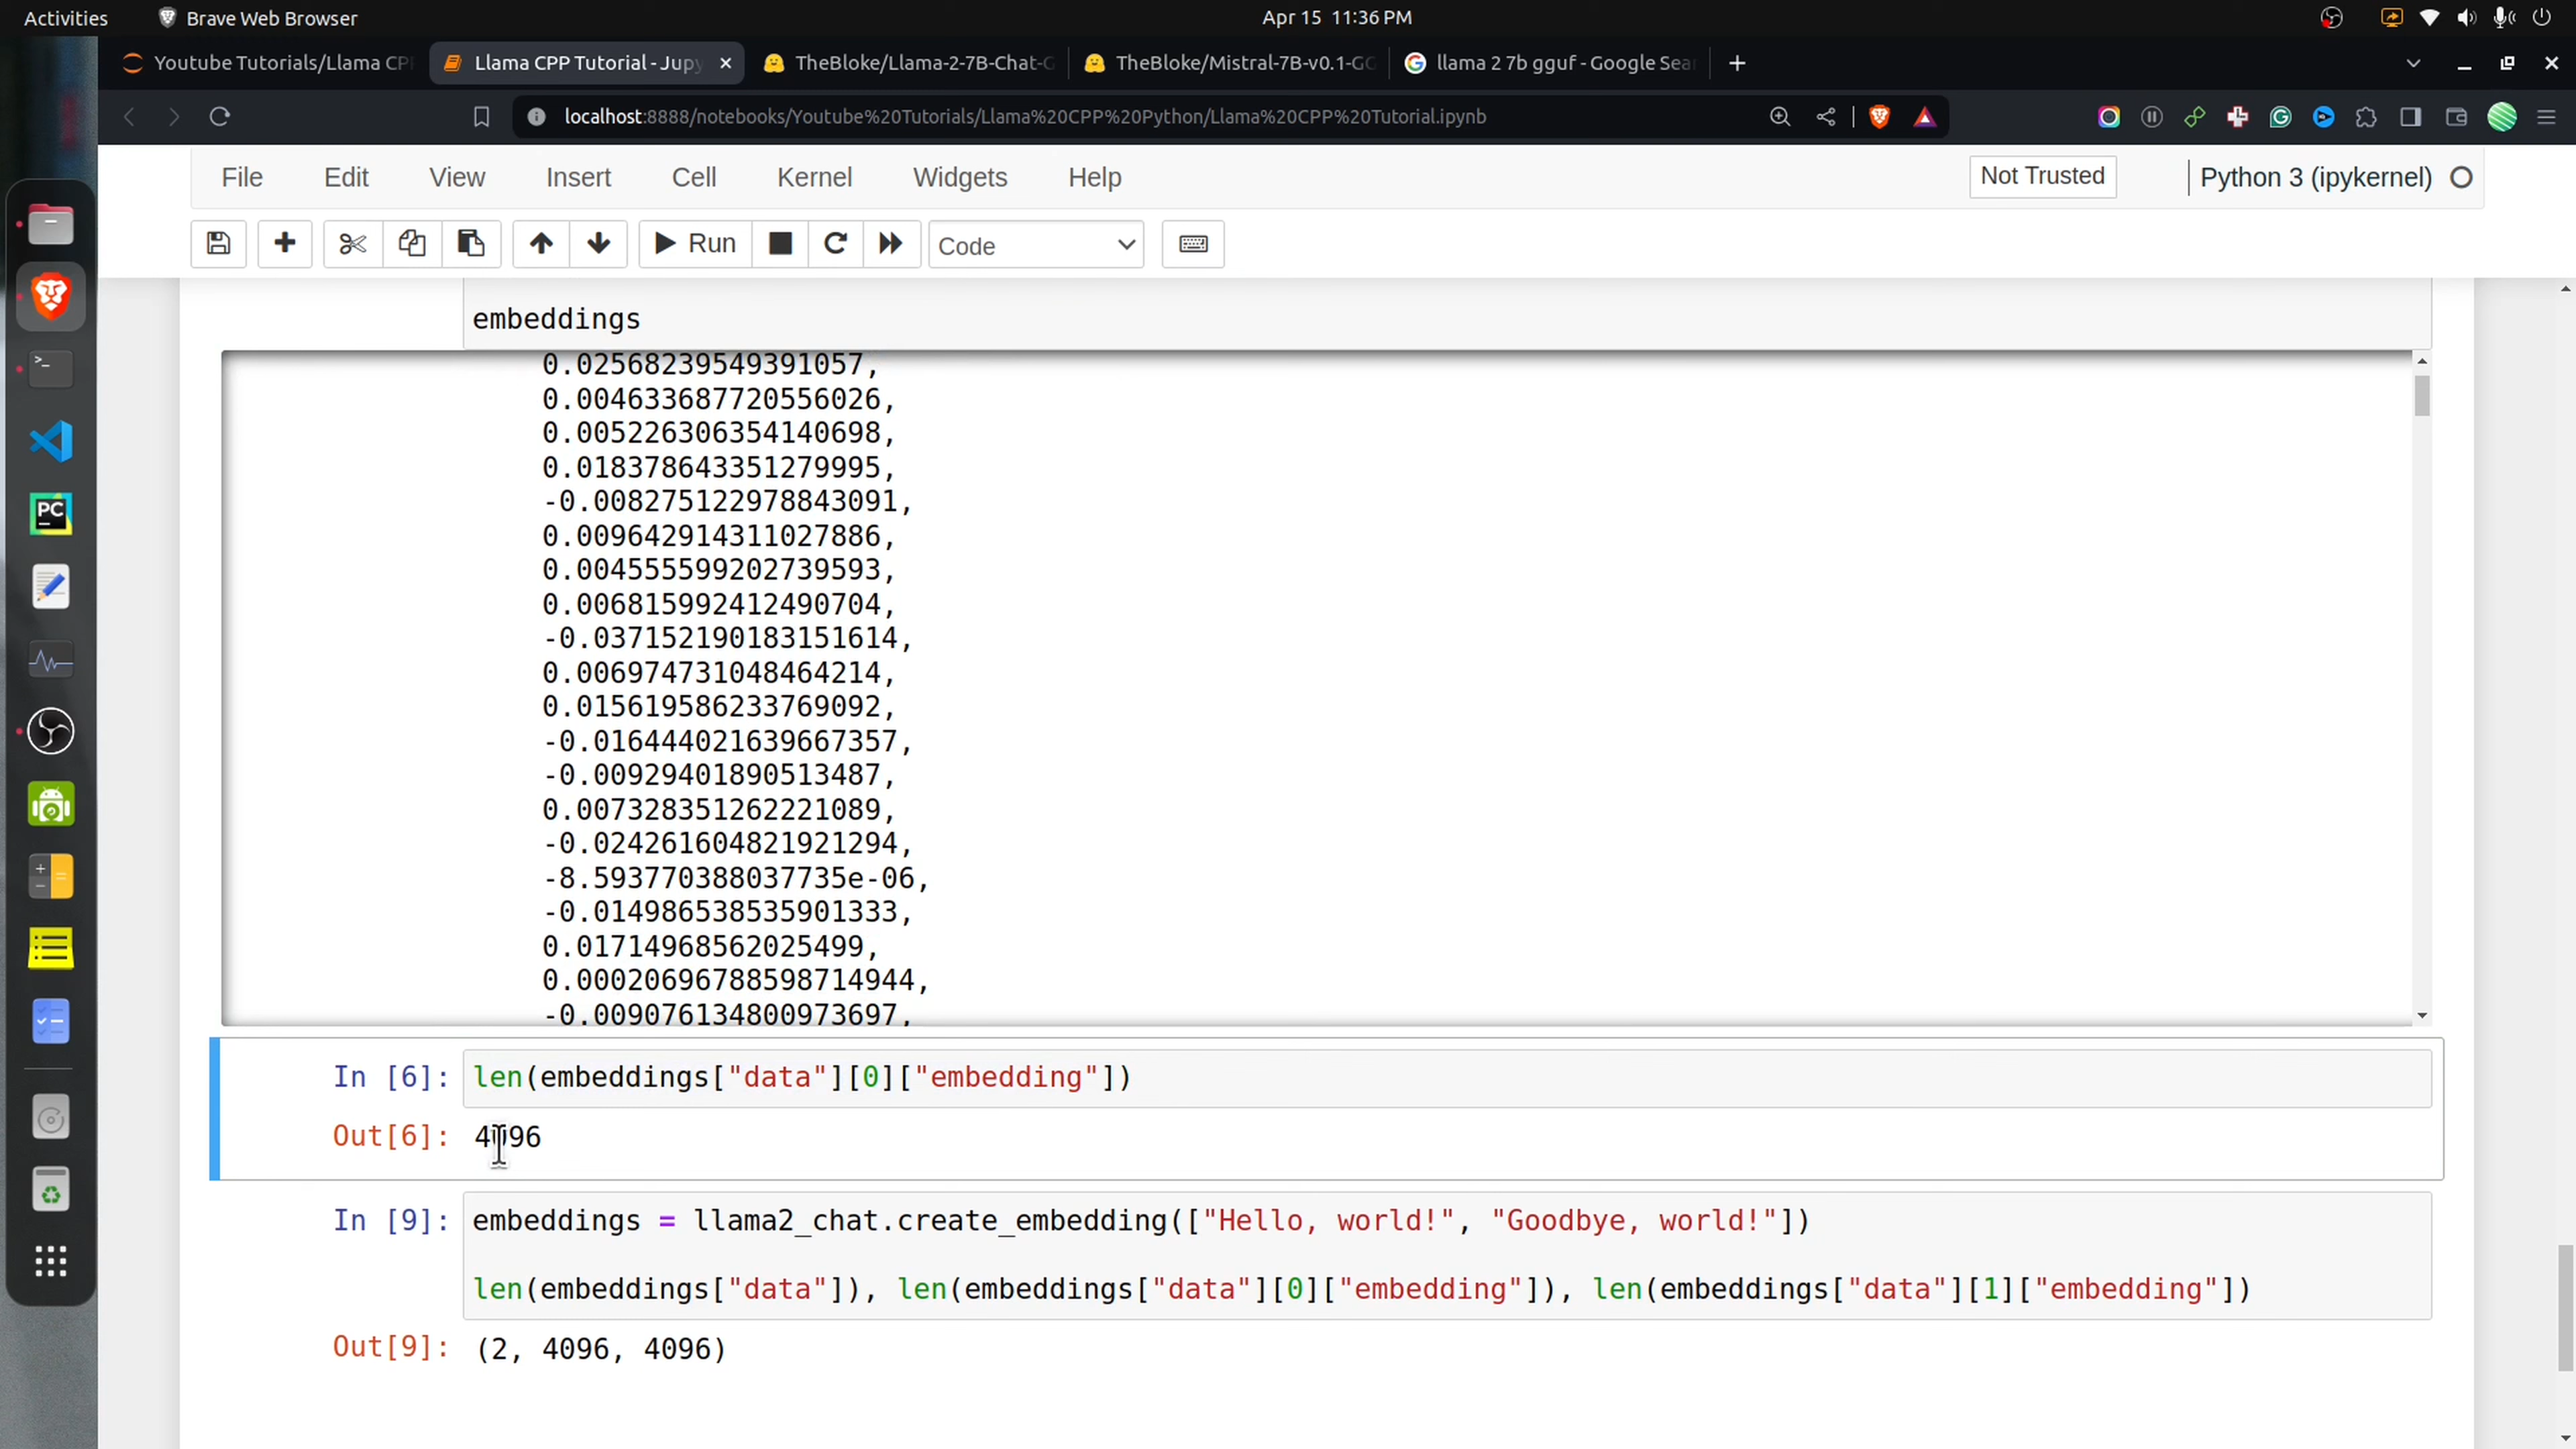 Activities Brave Web Browser Apr 15 11:36 PM
Youtube Tutorials/Llama CP Llama CPP Tutorial - Jupy TheBloke/Llama-2-7B-Chat-G TheBloke/Mistral-7B-v0.1-GG llama 2 7b gguf - Google Sear
localhost:8888/notebooks/Youtube%20Tutorials/Llama%20CPP%20Python/Llama%20CPP%20Tutorial.ipynb
File Edit View Insert Cell Kernel Widgets Help Not Trusted Python 3 (ipykernel)
Run Code
embeddings
0.02568239549391057,
0.004633687720556026,
0.005226306354140698,
0.018378643351279995,
-0.008275122978843091,
0.009642914311027886,
0.004555599202739593,
0.006815992412490704,
-0.037152190183151614,
0.006974731048464214,
0.015619586233769092,
-0.016444021639667357,
-0.00929401890513487,
0.007328351262221089,
-0.024261604821921294,
-8.593770388037735e-06,
-0.014986538535901333,
0.01714968562025499,
0.00020696788598714944,
-0.009076134800973697,
In [6]: len(embeddings["data"][0]["embedding"])
Out[6]: 4096
In [9]: embeddings = llama2_chat.create_embedding(["Hello, world!", "Goodbye, world!"])
len(embeddings["data"]), len(embeddings["data"][0]["embedding"]), len(embeddings["data"][1]["embedding"])
Out[9]: (2, 4096, 4096)
PC